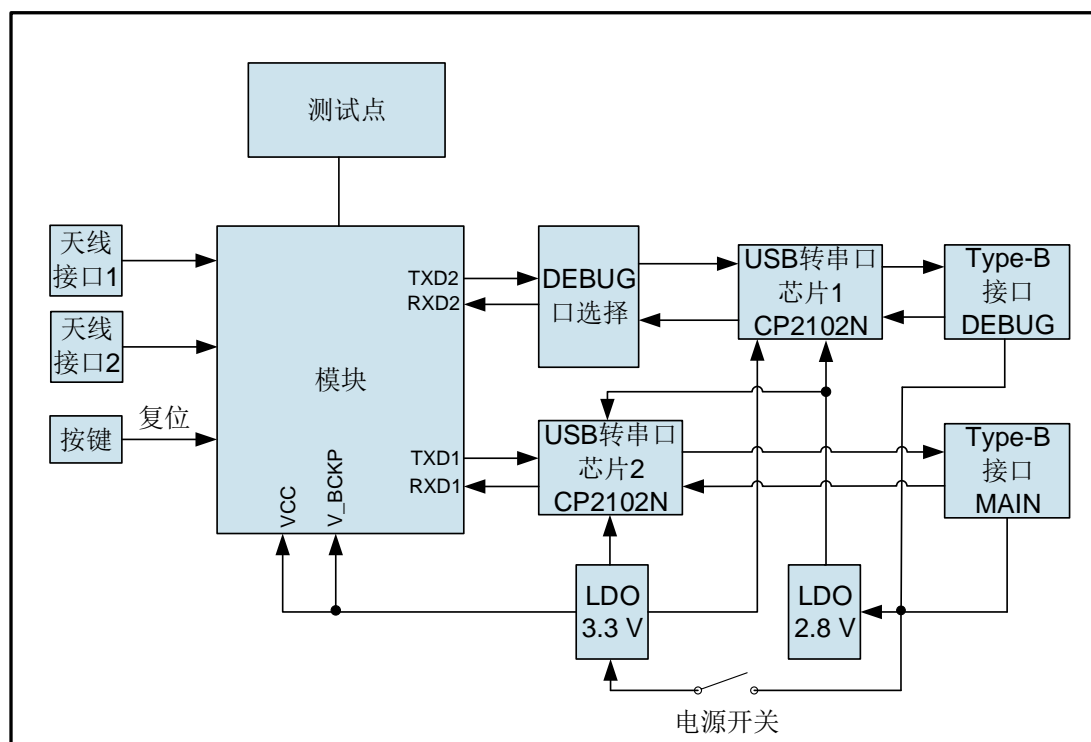 测试点
天线
接口1
天线
接口2
按键
复位
模块
TXD2
RXD2
TXD1
RXD1
VCC
V_BCKP
DEBUG
口选择
USB转串口
芯片1
CP2102N
Type-B
接口
DEBUG
USB转串口
芯片2
CP2102N
Type-B
接口
MAIN
LDO
3.3 V
LDO
2.8 V
电源开关